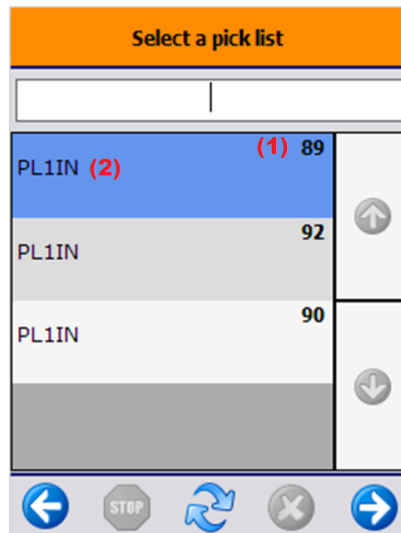 Select a pick list
(1) 89
PL1IN (2)
92
PL1IN
90
PL1IN
STOP